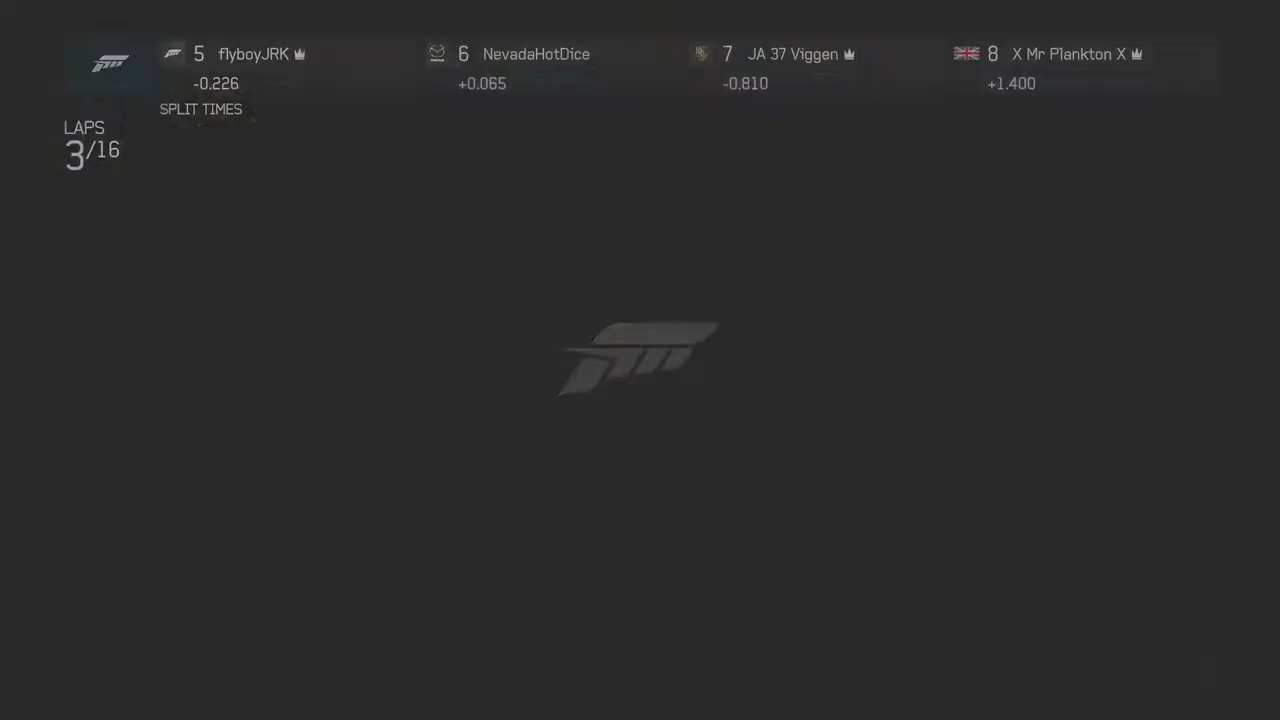 5 flyboyJRK 6 NevadaHotDice 7 JA 37 Viggen 8 X Mr Plankton X
-0.226 +0.065 -0.810 +1.400
SPLIT TIMES
LAPS
3/16